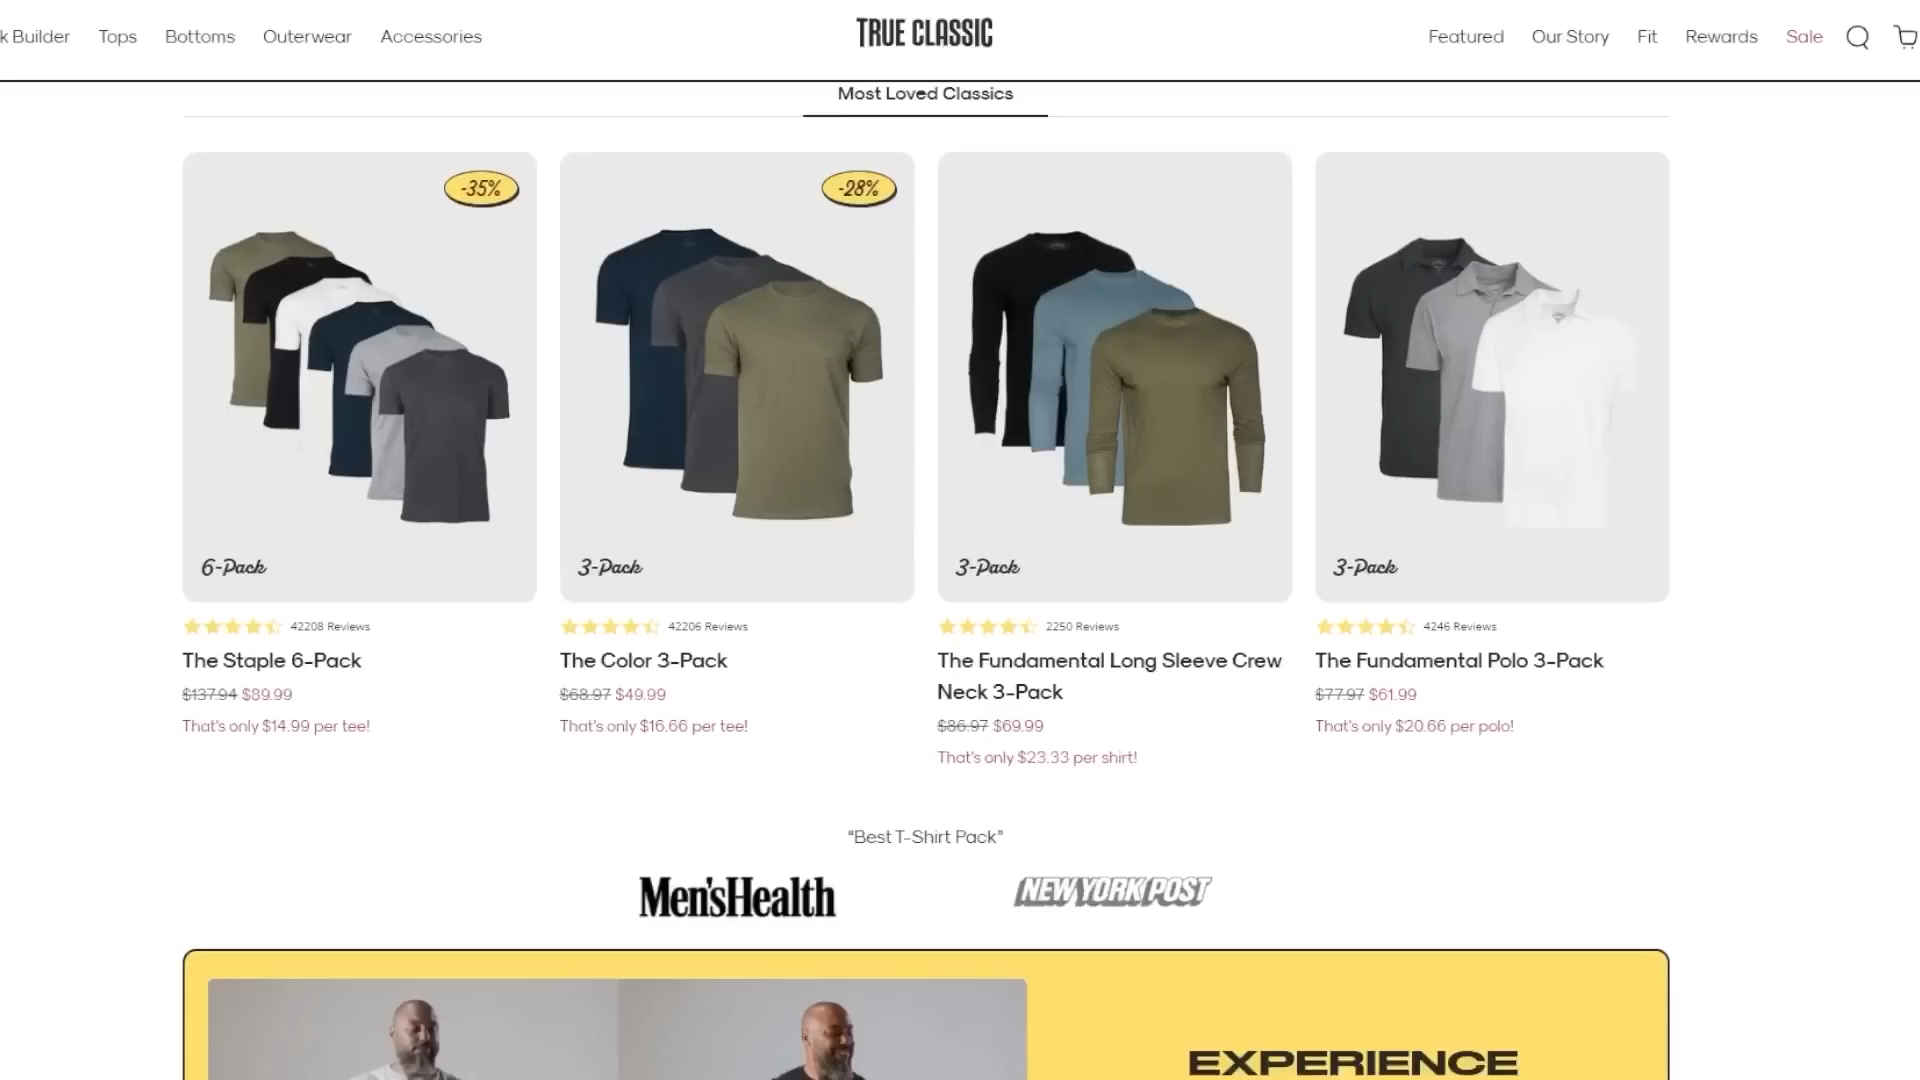 k Builder Tops Bottoms Outerwear Accessories TRUE CLASSIC Featured Our Story Fit Rewards Sale
Most Loved Classics
-35%
-28%
6-Pack
3-Pack
3-Pack
3-Pack
42208 Reviews
The Staple 6-Pack
$137.94 $89.99
That's only $14.99 per tee!
42206 Reviews
The Color 3-Pack
$68.97 $49.99
That's only $16.66 per tee!
2250 Reviews
The Fundamental Long Sleeve Crew
Neck 3-Pack
$86.97 $69.99
That's only $23.33 per shirt!
4246 Reviews
The Fundamental Polo 3-Pack
$77.97 $61.99
That's only $20.66 per polo!
“Best T-Shirt Pack”
Men'sHealth
NEW YORK POST
EXPERIENCE